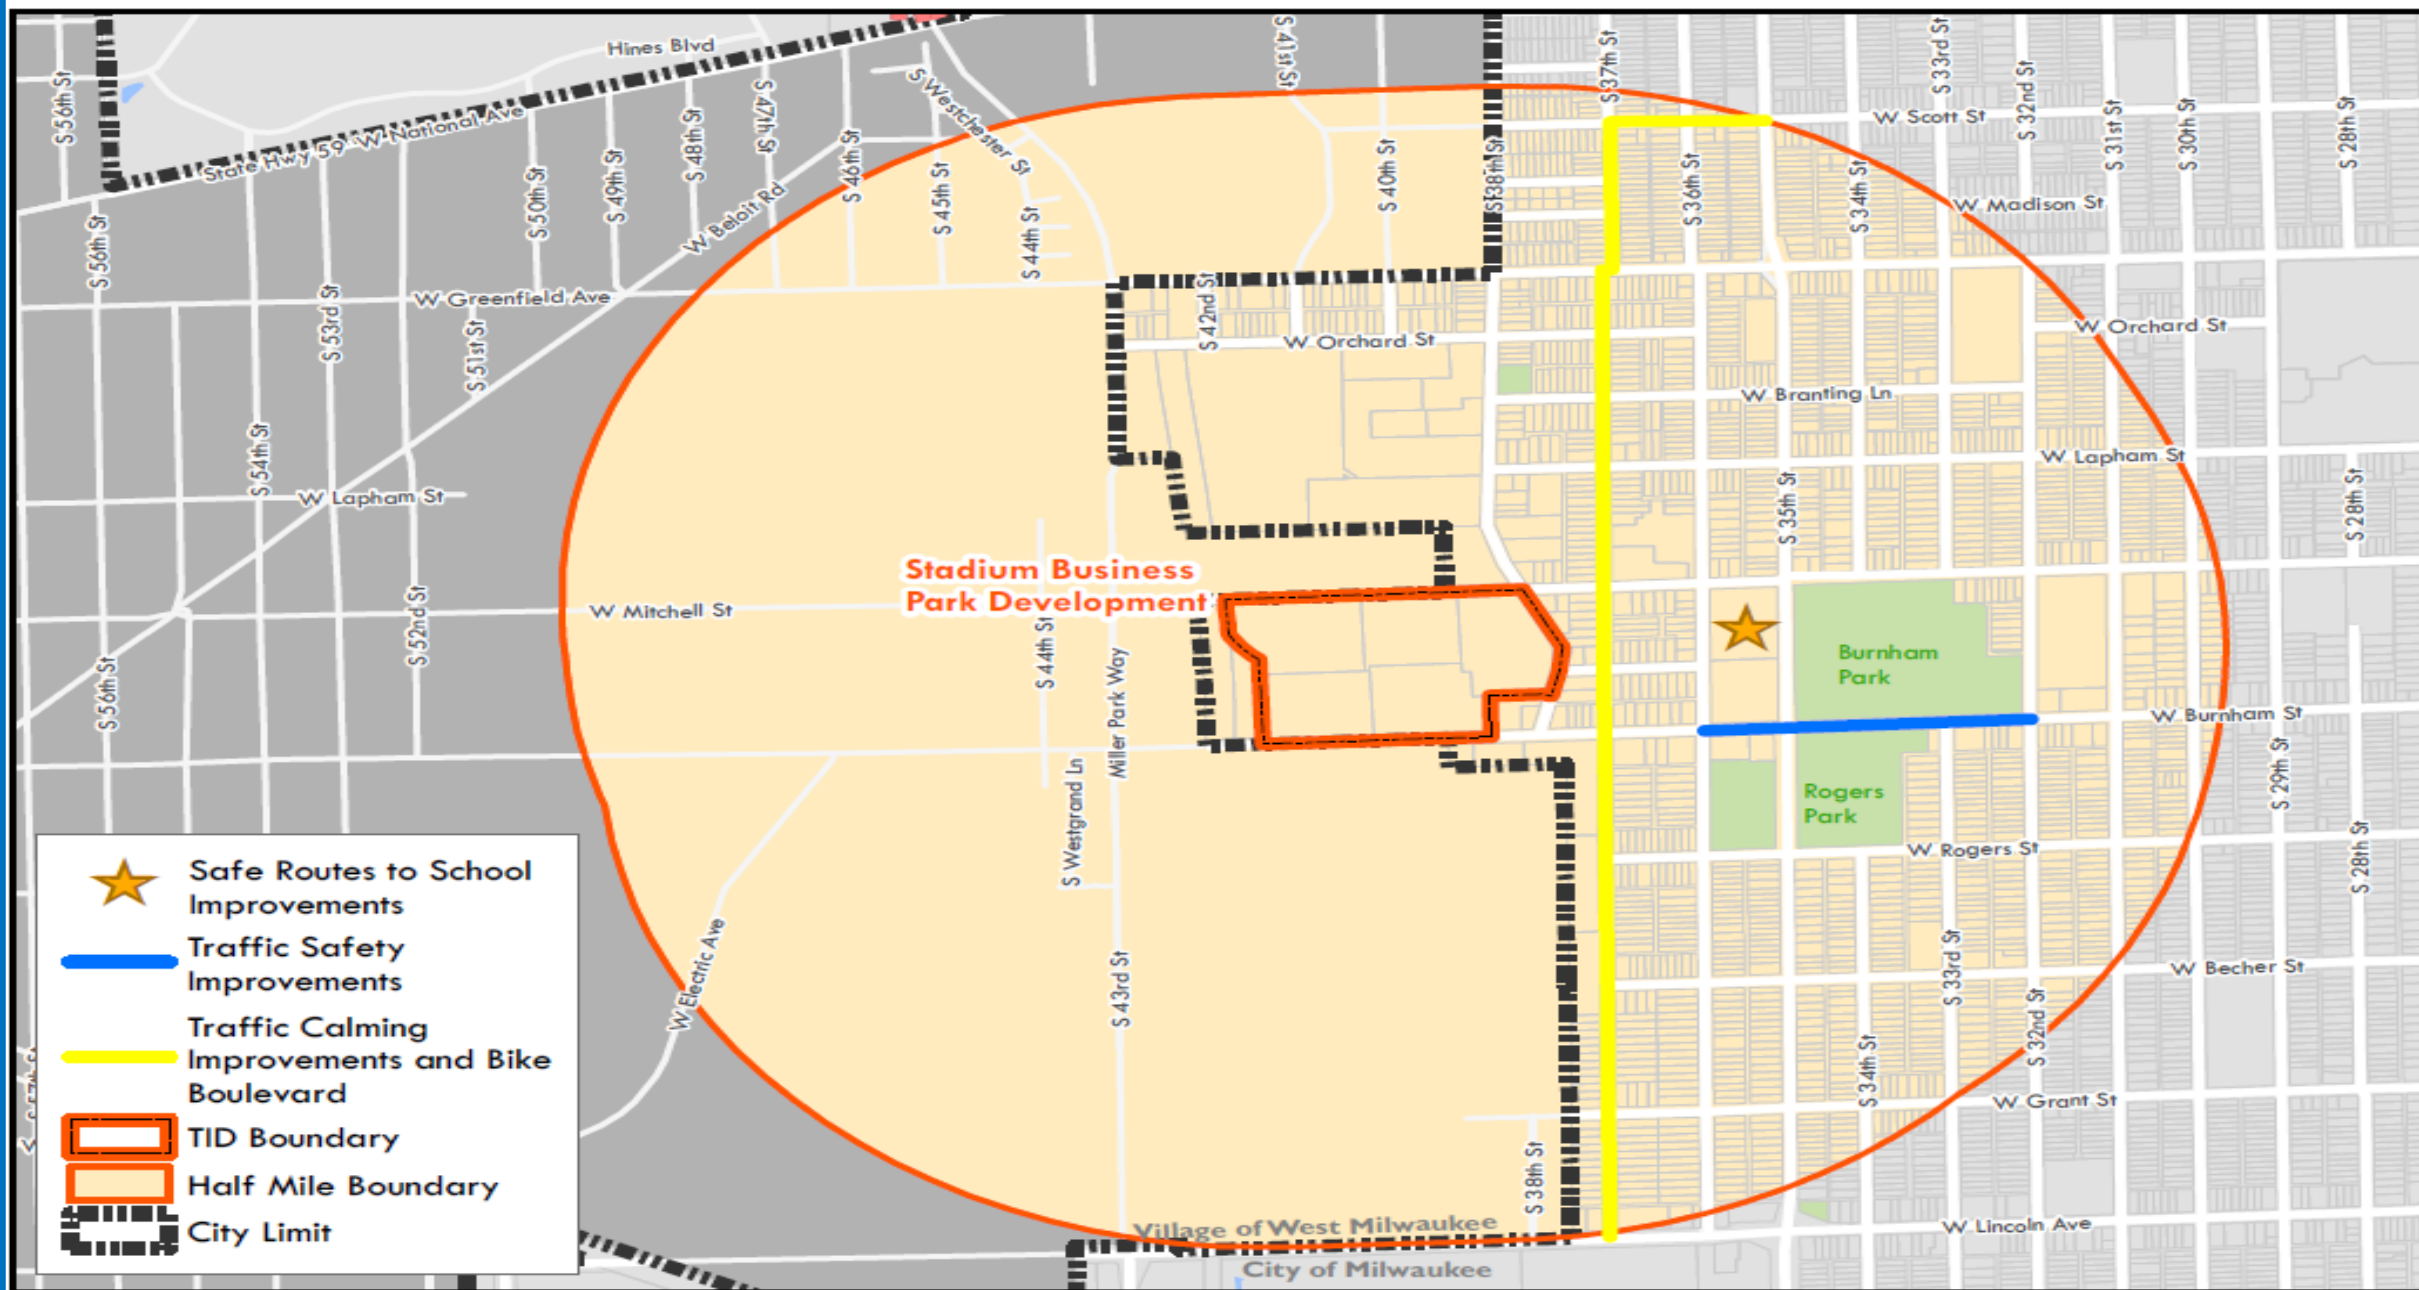 Hines Blvd
S 41st St
S 37th St
S 33rd St
S 56th St
State Hwy 59
W National Ave
S 48th St
S 47th St
S Westchester St
W Scott St
S 32nd St
S 31st St
S 30th St
S 28th St
S 50th St
S 49th St
S 46th St
S 45th St
S 40th St
S 38th St
S 36th St
S 34th St
W Madison St
W Beloit Rd
S 44th St
S 56th St
W Greenfield Ave
S 53rd St
S 51st St
S 42nd St
W Orchard St
W Orchard St
W Branting Ln
S 54th St
W Lapham St
W Lapham St
S 35th St
S 28th St
Stadium Business
Park Development
W Mitchell St
S 52nd St
S 44th St
S 56th St
Miller Park Way
Burnham
Park
W Burnham St
S 29th St
S Westgrand Ln
Rogers
Park
W Rogers St
S 28th St
W Electric Ave
S 43rd St
S 33rd St
W Becher St
S 32nd St
S 34th St
W Grant St
S 38th St
W Lincoln Ave
Village of West Milwaukee
City of Milwaukee
Safe Routes to School
Improvements
Traffic Safety
Improvements
Traffic Calming
Improvements and Bike
Boulevard
TID Boundary
Half Mile Boundary
City Limit